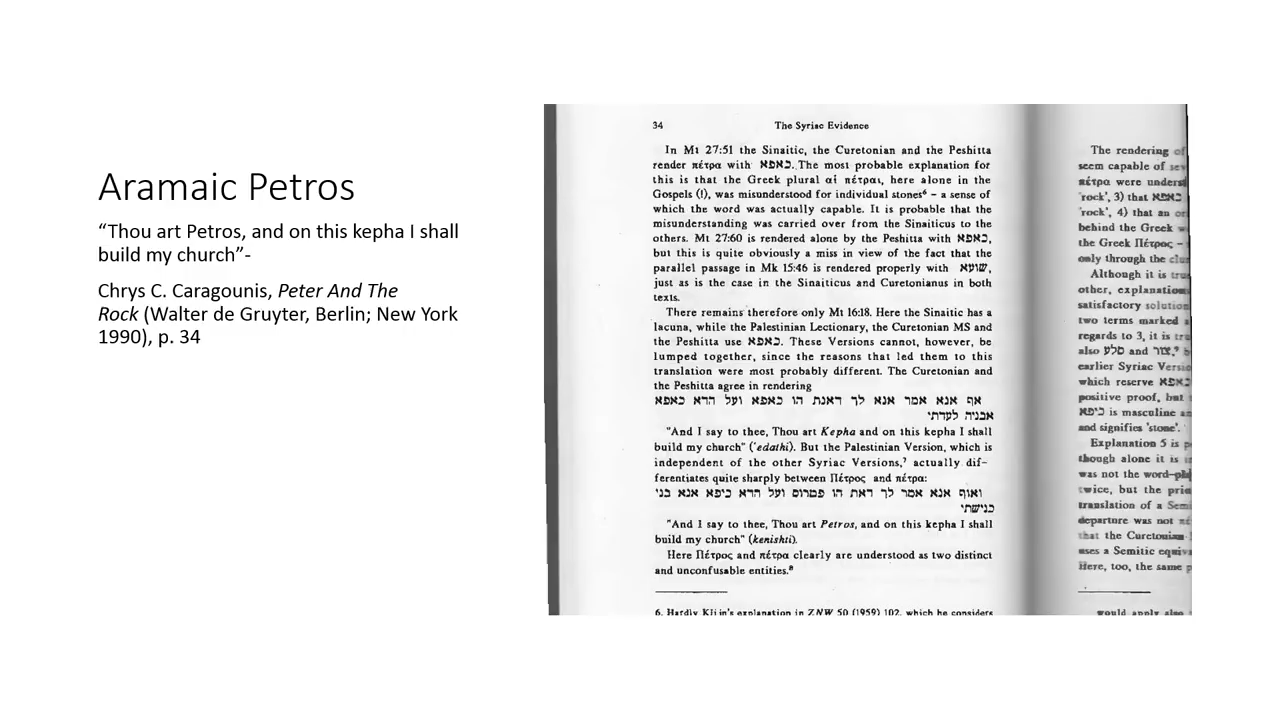 Aramaic Petros
“Thou art Petros, and on this kepha I shall
build my church”-
Chrys C. Caragounis, Peter And The
Rock (Walter de Gruyter, Berlin; New York
1990), p. 34
34 The Syriac Evidence
In Mt 27:51 the Sinaitic, the Curetonian and the Peshitta
render πέτρα with כאפא. The most probable explanation for
this is that the Greek plural αἱ πέτραι, here alone in the
Gospels (!), was misunderstood for individual stones⁶ – a sense of
which the word was actually capable. It is probable that the
misunderstanding was carried over from the Sinaiticus to the
others. Mt 27:60 is rendered alone by the Peshitta with כאפא,
but this is quite obviously a miss in view of the fact that the
parallel passage in Mk 15:46 is rendered properly with שועא,
just as is the case in the Sinaiticus and Curetonianus in both
texts.
There remains therefore only Mt 16:18. Here the Sinaitic has a
lacuna, while the Palestinian Lectionary, the Curetonian MS and
the Peshitta use כאפא. These Versions cannot, however, be
lumped together, since the reasons that led them to this
translation were most probably different. The Curetonian and
the Peshitta agree in rendering
אף אנא אמר אנא לך דאנת הו כאפא ועל הדא כאפא
אבניה לעדתי
"And I say to thee, Thou art Kepha and on this kepha I shall
build my church" ('edathi). But the Palestinian Version, which is
independent of the other Syriac Versions,⁷ actually dif-
ferentiates quite sharply between Πέτρος and πέτρα:
ואוף אנא אמר לך דאת הו פטרוס ועל הדא כיפא אנא בני
כנישתי
"And I say to thee, Thou art Petros, and on this kepha I shall
build my church" (kenishti).
Here Πέτρος and πέτρα clearly are understood as two distinct
and unconfusable entities.⁸
6. Hardly Klijn's explanation in ZNW 50 (1959) 102, which he considers
The rendering of
seem capable of
πέτρα were
'rock', 3) that כאפא
'rock', 4) that an
behind the Greek
the Greek Πέτρος –
only through the
Although it is
other,
satisfactory
two terms marked
regards to 3, it is
also סלע and צור,⁹
earlier Syriac
which reserve
positive proof, but
כיפא is masculine
and signifies 'stone'.
Explanation 5 is
though alone it is
was not the
twice, but the
translation of a
departure was not
that the Curetonian
uses a Semitic
Here, too, the same
would apply also